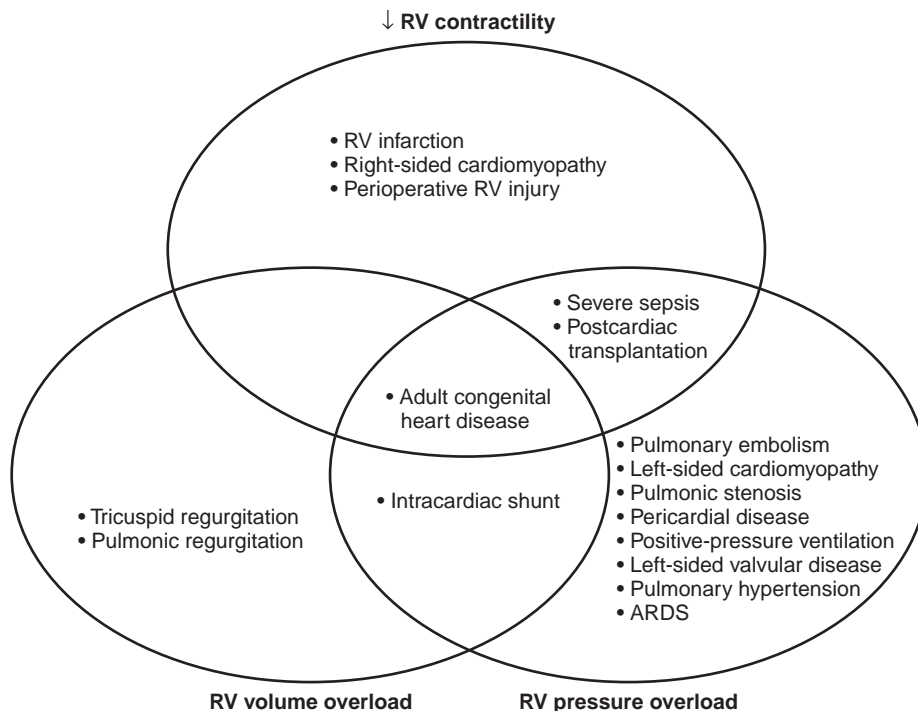 ↓ RV contractility
• RV infarction
• Right-sided cardiomyopathy
• Perioperative RV injury
• Severe sepsis
• Postcardiac
transplantation
• Adult congenital
heart disease
• Pulmonary embolism
• Left-sided cardiomyopathy
• Pulmonic stenosis
• Pericardial disease
• Positive-pressure ventilation
• Left-sided valvular disease
• Pulmonary hypertension
• ARDS
• Intracardiac shunt
• Tricuspid regurgitation
• Pulmonic regurgitation
RV volume overload
RV pressure overload